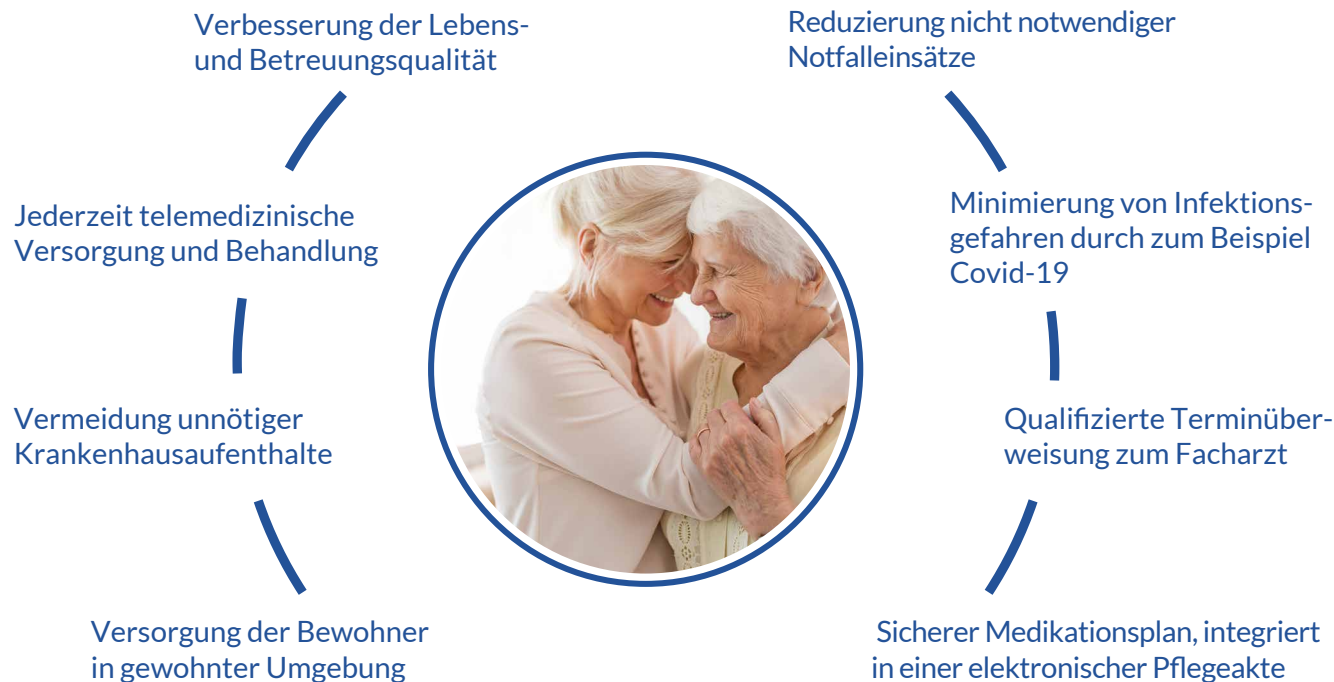 Verbesserung der Lebens-
und Betreuungsqualität
Reduzierung nicht notwendiger
Notfalleinsätze
Jederzeit telemedizinische
Versorgung und Behandlung
Minimierung von Infektions-
gefahren durch zum Beispiel
Covid-19
Vermeidung unnötiger
Krankenhausaufenthalte
Qualifizierte Terminüber-
weisung zum Facharzt
Versorgung der Bewohner
in gewohnter Umgebung
Sicherer Medikationsplan, integriert
in einer elektronischer Pflegeakte